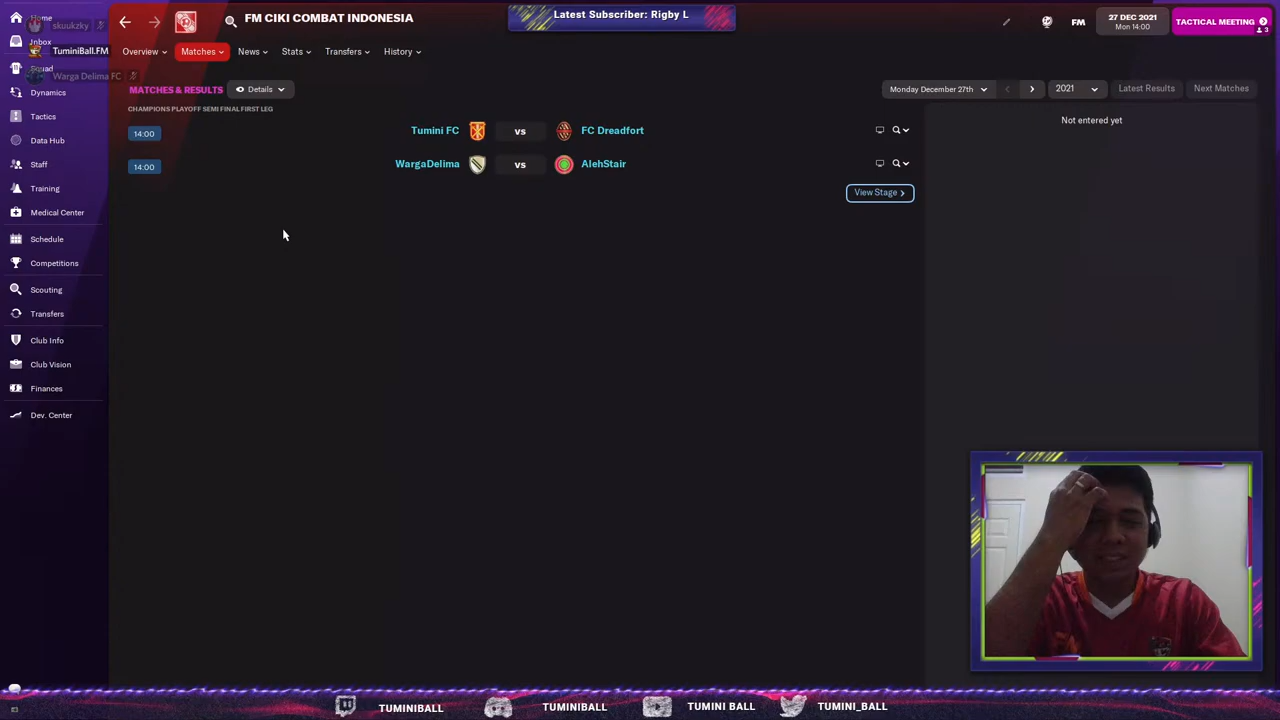 Home
skuukzky
Inbox
TuminiBall.FM
Squad
Warga Delima FC
Dynamics
Tactics
Data Hub
Staff
Training
Medical Center
Schedule
Competitions
Scouting
Transfers
Club Info
Club Vision
Finances
Dev. Center
FM CIKI COMBAT INDONESIA
Latest Subscriber: Rigby L
FM
27 DEC 2021
Mon 14:00
TACTICAL MEETING
3
Overview
Matches
News
Stats
Transfers
History
MATCHES & RESULTS
Details
Monday December 27th
2021
Latest Results
Next Matches
CHAMPIONS PLAYOFF SEMI FINAL FIRST LEG
14:00
Tumini FC
vs
FC Dreadfort
14:00
WargaDelima
vs
AlehStair
View Stage
Not entered yet
TUMINIBALL
TUMINIBALL
TUMINI BALL
TUMINI_BALL